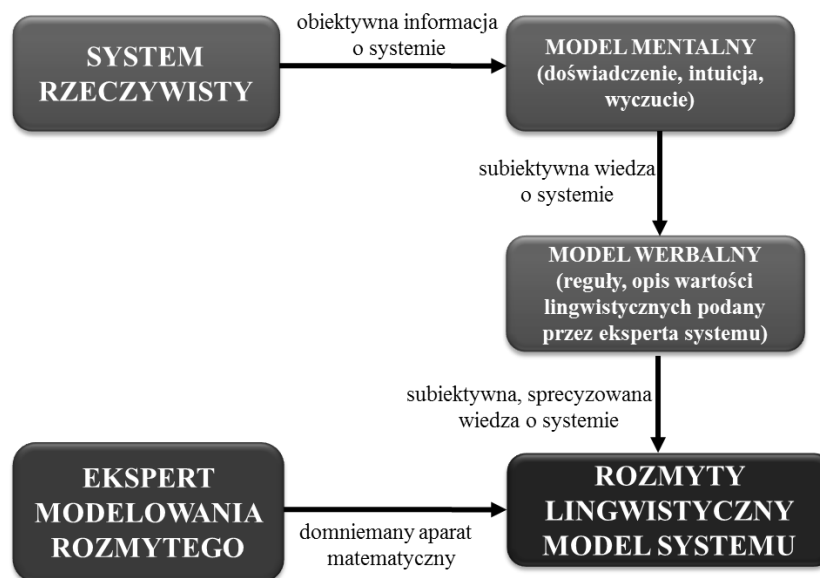 SYSTEM
RZECZYWISTY
obiektywna informacja
o systemie
MODEL MENTALNY
(doświadczenie, intuicja,
wyczucie)
subiektywna wiedza
o systemie
MODEL WERBALNY
(reguły, opis wartości
lingwistycznych podany
przez eksperta systemu)
subiektywna, sprecyzowana
wiedza o systemie
EKSPERT
MODELOWANIA
ROZMYTEGO
domniemany aparat
matematyczny
ROZMYTY
LINGWISTYCZNY
MODEL SYSTEMU